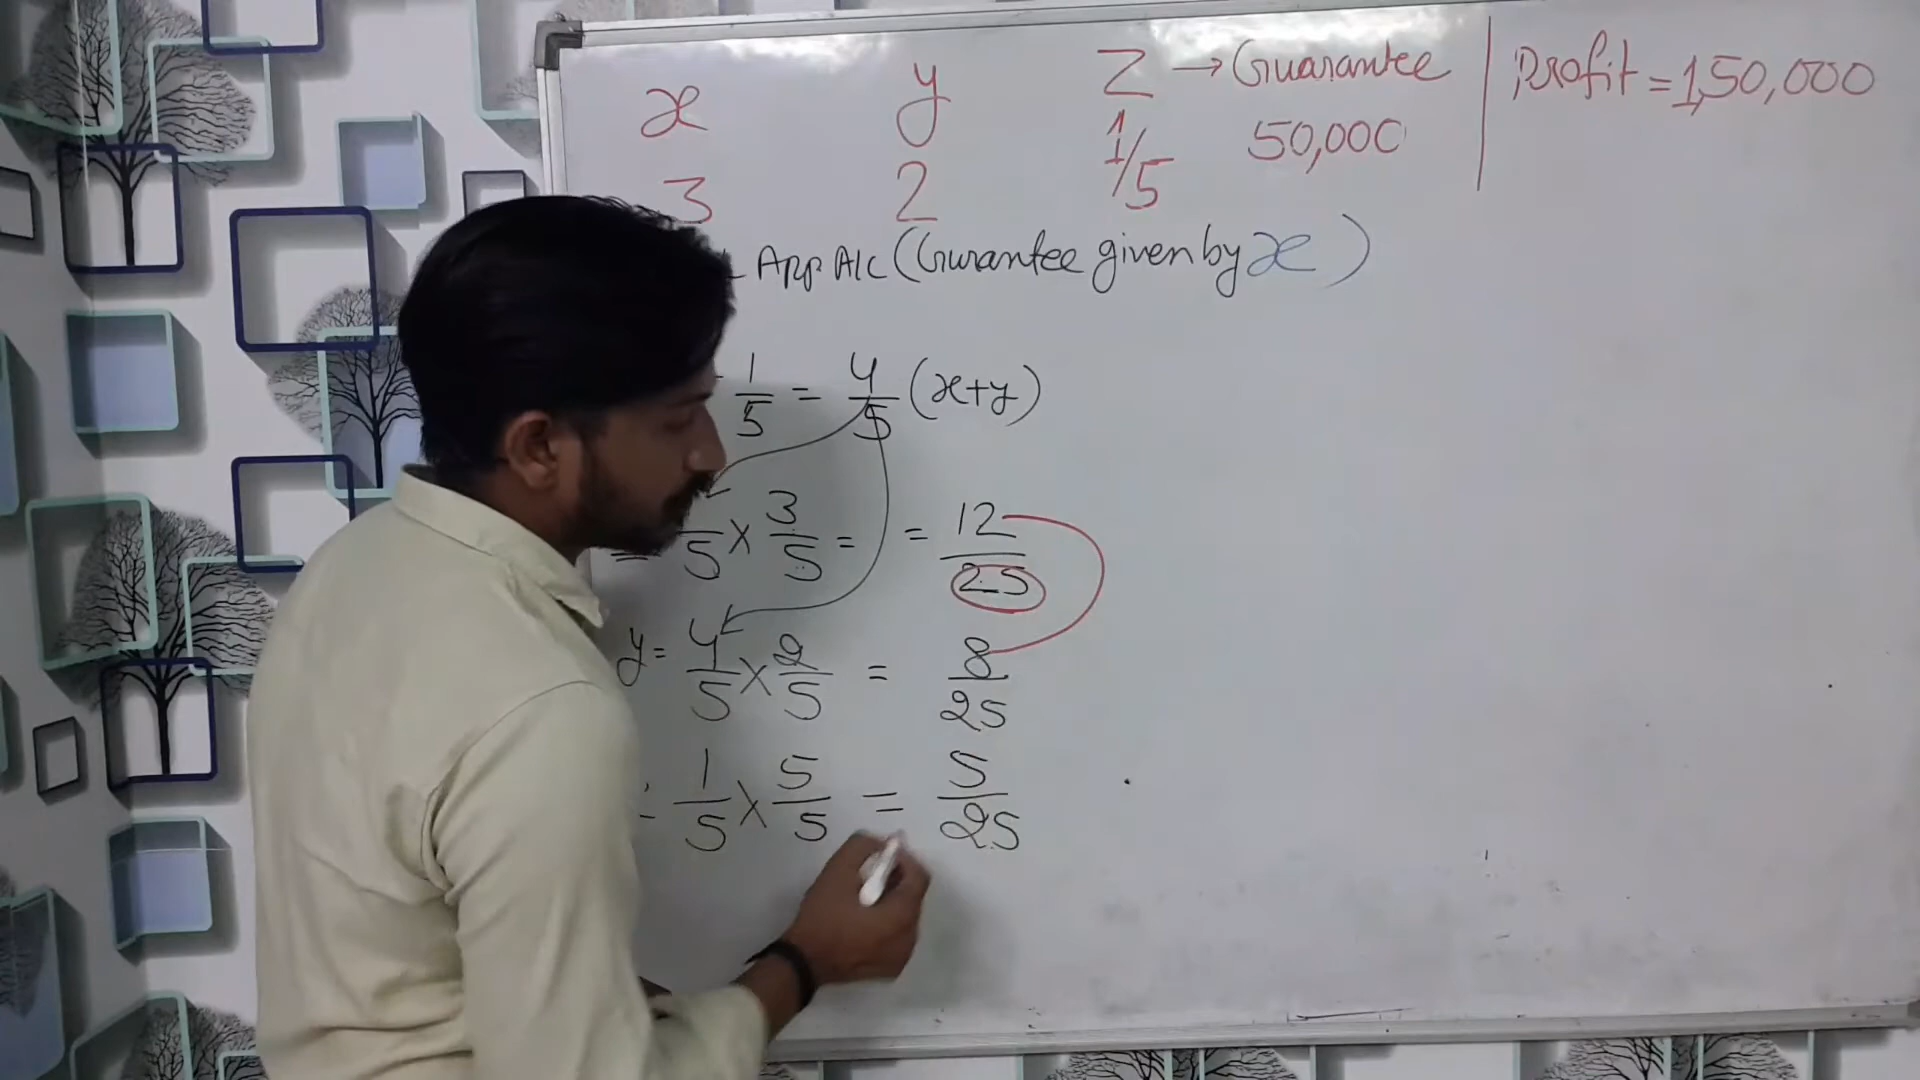 x y Z → Guarantee | Profit = 1,50,000
3 2 1/5 50,000
App A/c (Gurantee given by x)
1/5 = 4/5 (x+y)
= /5 × 3/5 = = 12/25
y = 4/5 × 2/5 = 8/25
1/5 × 5/5 = 5/25